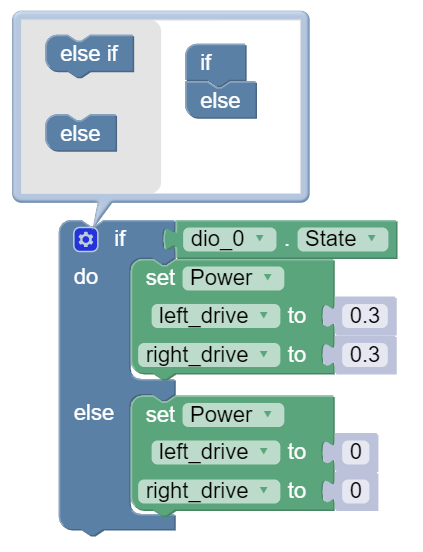 else if
if
else
else
if dio_0 . State
do set Power
left_drive to 0.3
right_drive to 0.3
else set Power
left_drive to 0
right_drive to 0